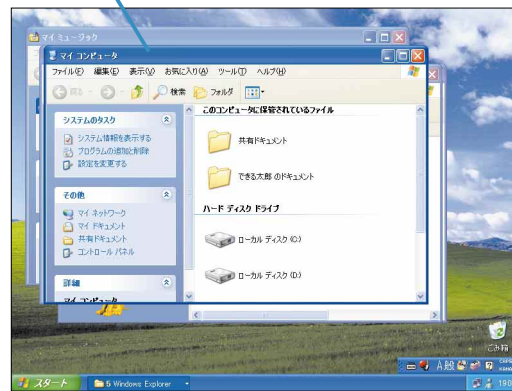 マイ ミュージック
マイ コンピュータ
ファイル(F) 編集(E) 表示(V) お気に入り(A) ツール(T) ヘルプ(H)
戻る 検索 フォルダ
システムのタスク
システム情報を表示する
プログラムの追加と削除
設定を変更する
その他
マイ ネットワーク
マイ ドキュメント
共有ドキュメント
コントロール パネル
詳細
マイ コンピュータ
このコンピュータに保管されているファイル
共有ドキュメント
できる太郎 のドキュメント
ハード ディスク ドライブ
ローカル ディスク (C:)
ローカル ディスク (D:)
ごみ箱
A 般
CAPS
KANA
スタート
5 Windows Explorer